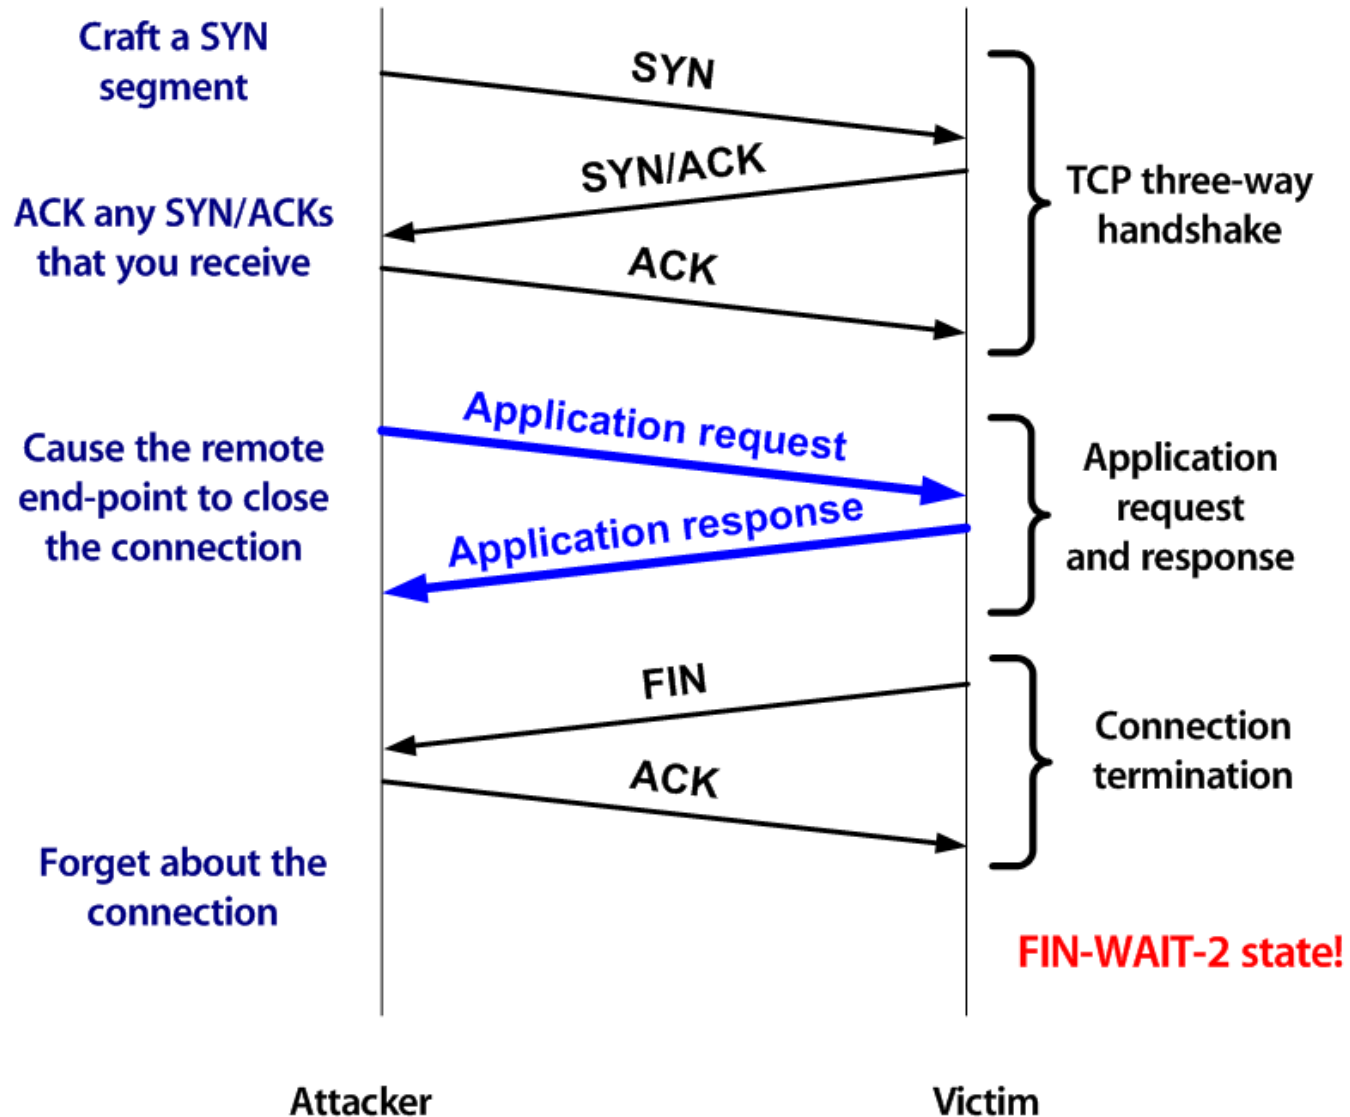 Craft a SYN
segment
SYN
SYN/ACK
TCP three-way
handshake
ACK any SYN/ACKs
that you receive
ACK
Application request
Cause the remote
end-point to close
the connection
Application
request
and response
Application response
FIN
Connection
termination
ACK
Forget about the
connection
FIN-WAIT-2 state!
Attacker
Victim